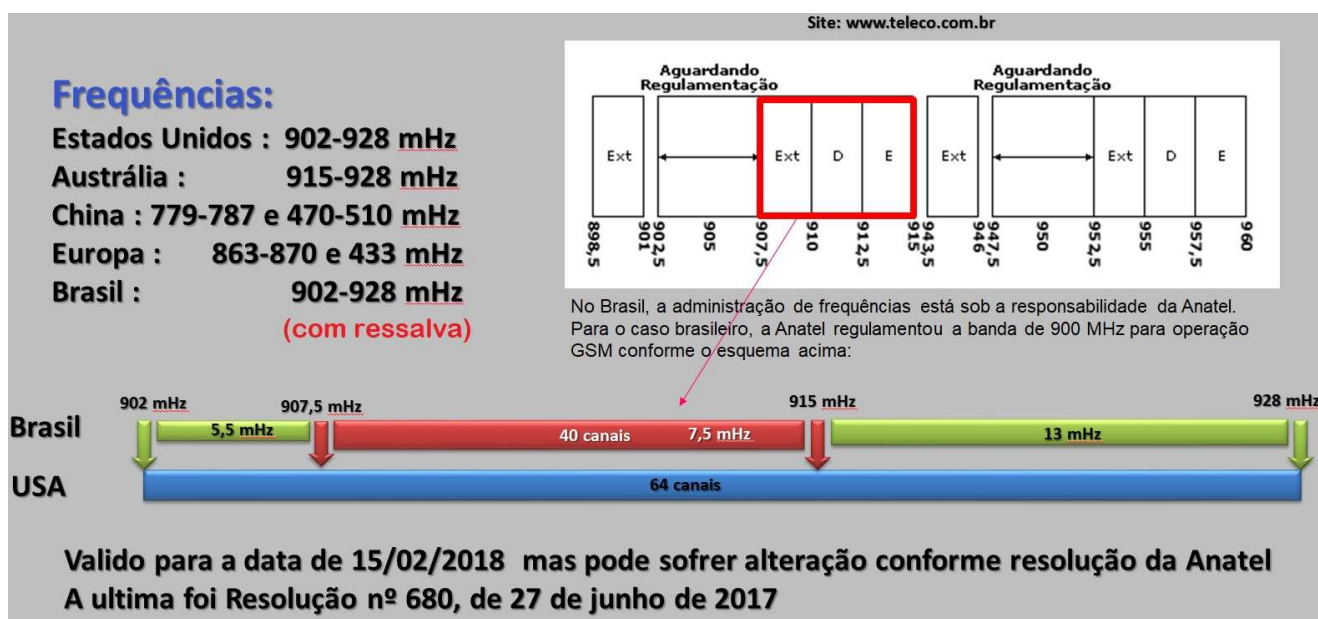 Site: www.teleco.com.br
Frequências:
Estados Unidos : 902-928 mHz
Austrália : 915-928 mHz
China : 779-787 e 470-510 mHz
Europa : 863-870 e 433 mHz
Brasil : 902-928 mHz
(com ressalva)
Aguardando
Regulamentação
Aguardando
Regulamentação
Ext Ext D E Ext Ext D E
898,5 901 902,5 905 907,5 910 912,5 915 943,5 946 947,5 950 952,5 955 957,5 960
No Brasil, a administração de frequências está sob a responsabilidade da Anatel.
Para o caso brasileiro, a Anatel regulamentou a banda de 900 MHz para operação
GSM conforme o esquema acima:
902 mHz 907,5 mHz 915 mHz 928 mHz
Brasil 5,5 mHz 40 canais 7,5 mHz 13 mHz
USA 64 canais
Valido para a data de 15/02/2018 mas pode sofrer alteração conforme resolução da Anatel
A ultima foi Resolução nº 680, de 27 de junho de 2017